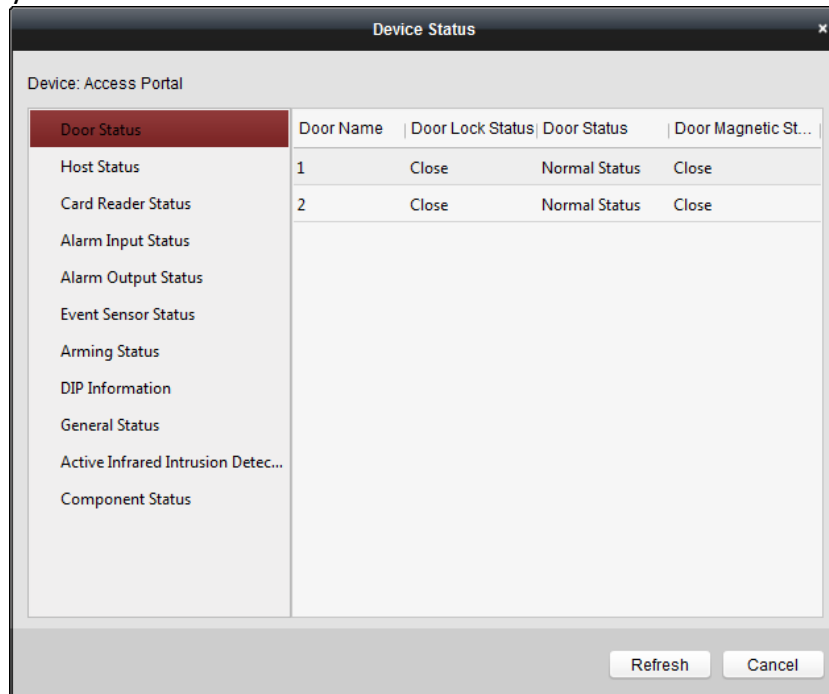 Device Status ×
Device: Access Portal
Door Status
Host Status
Card Reader Status
Alarm Input Status
Alarm Output Status
Event Sensor Status
Arming Status
DIP Information
General Status
Active Infrared Intrusion Detec...
Component Status
Door Name Door Lock Status Door Status Door Magnetic St...
1 Close Normal Status Close
2 Close Normal Status Close
Refresh Cancel